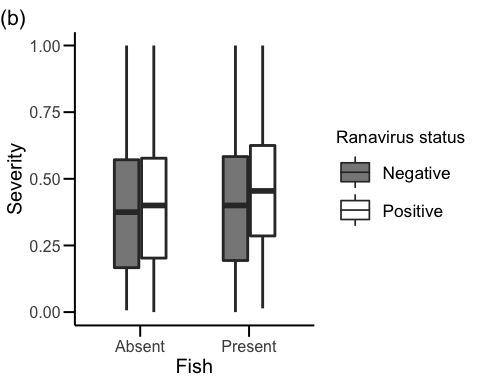 (b)
Severity
1.00
0.75
0.50
0.25
0.00
Absent
Present
Fish
Ranavirus status
Negative
Positive